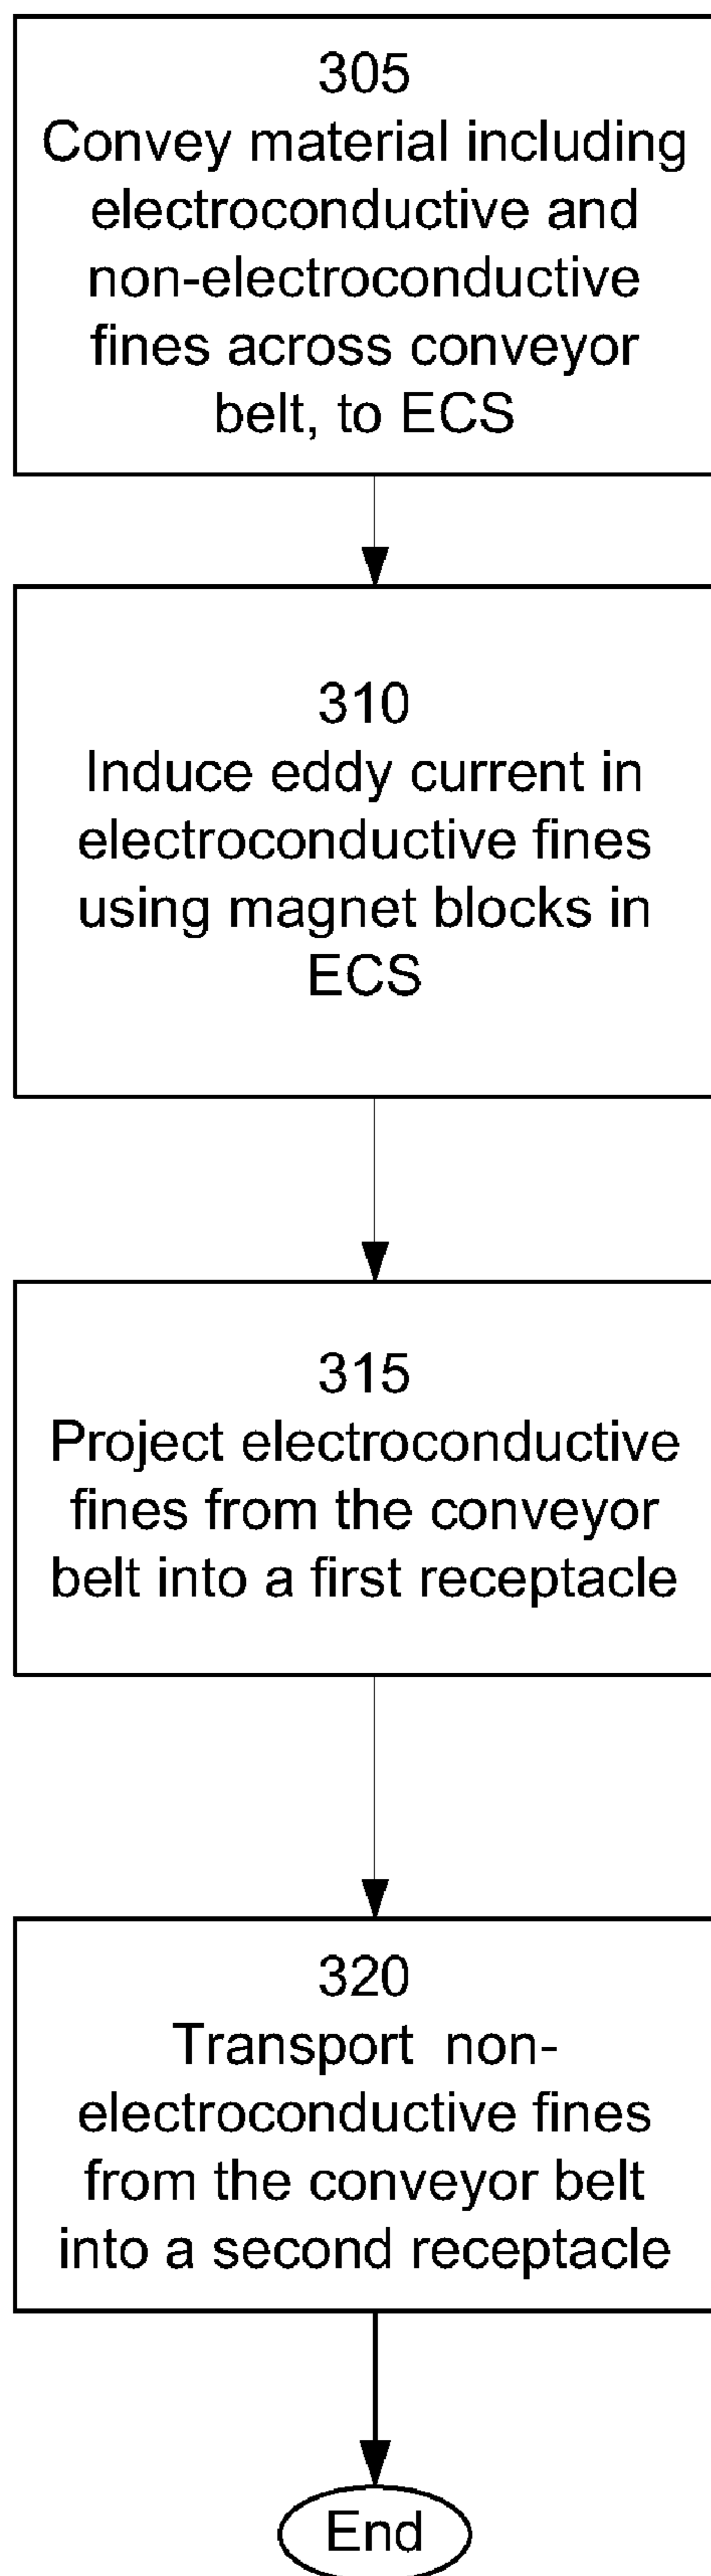 305
Convey material including
electroconductive and
non-electroconductive
fines across conveyor
belt, to ECS
310
Induce eddy current in
electroconductive fines
using magnet blocks in
ECS
315
Project electroconductive
fines from the conveyor
belt into a first receptacle
320
Transport  non-
electroconductive fines
from the conveyor belt
into a second receptacle
End